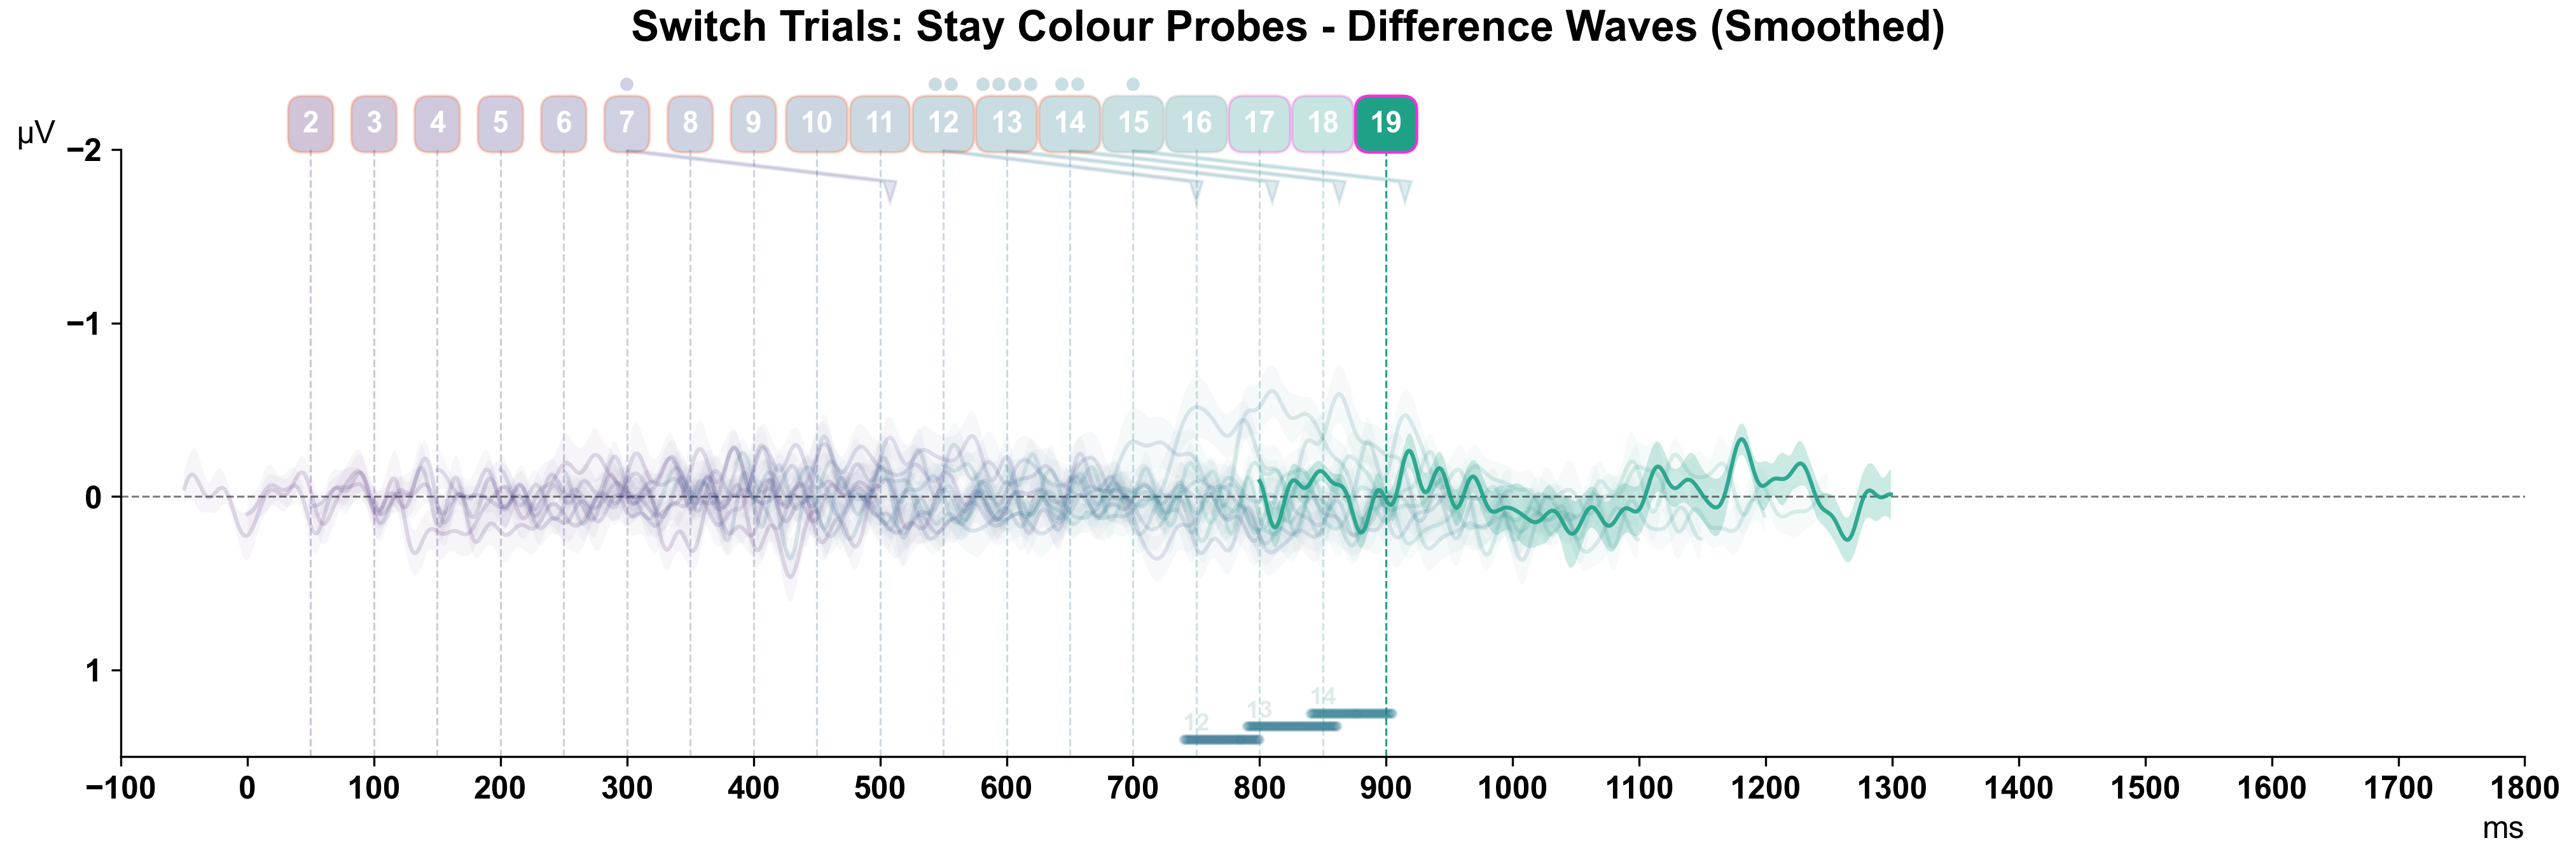 Switch Trials: Stay Colour Probes - Difference Waves (Smoothed)
2 3 4 5 6 7 8 9 10 11 12 13 14 15 16 17 18 19
µV
−2
−1
0
1
14
13
12
−100 0 100 200 300 400 500 600 700 800 900 1000 1100 1200 1300 1400 1500 1600 1700 1800
ms